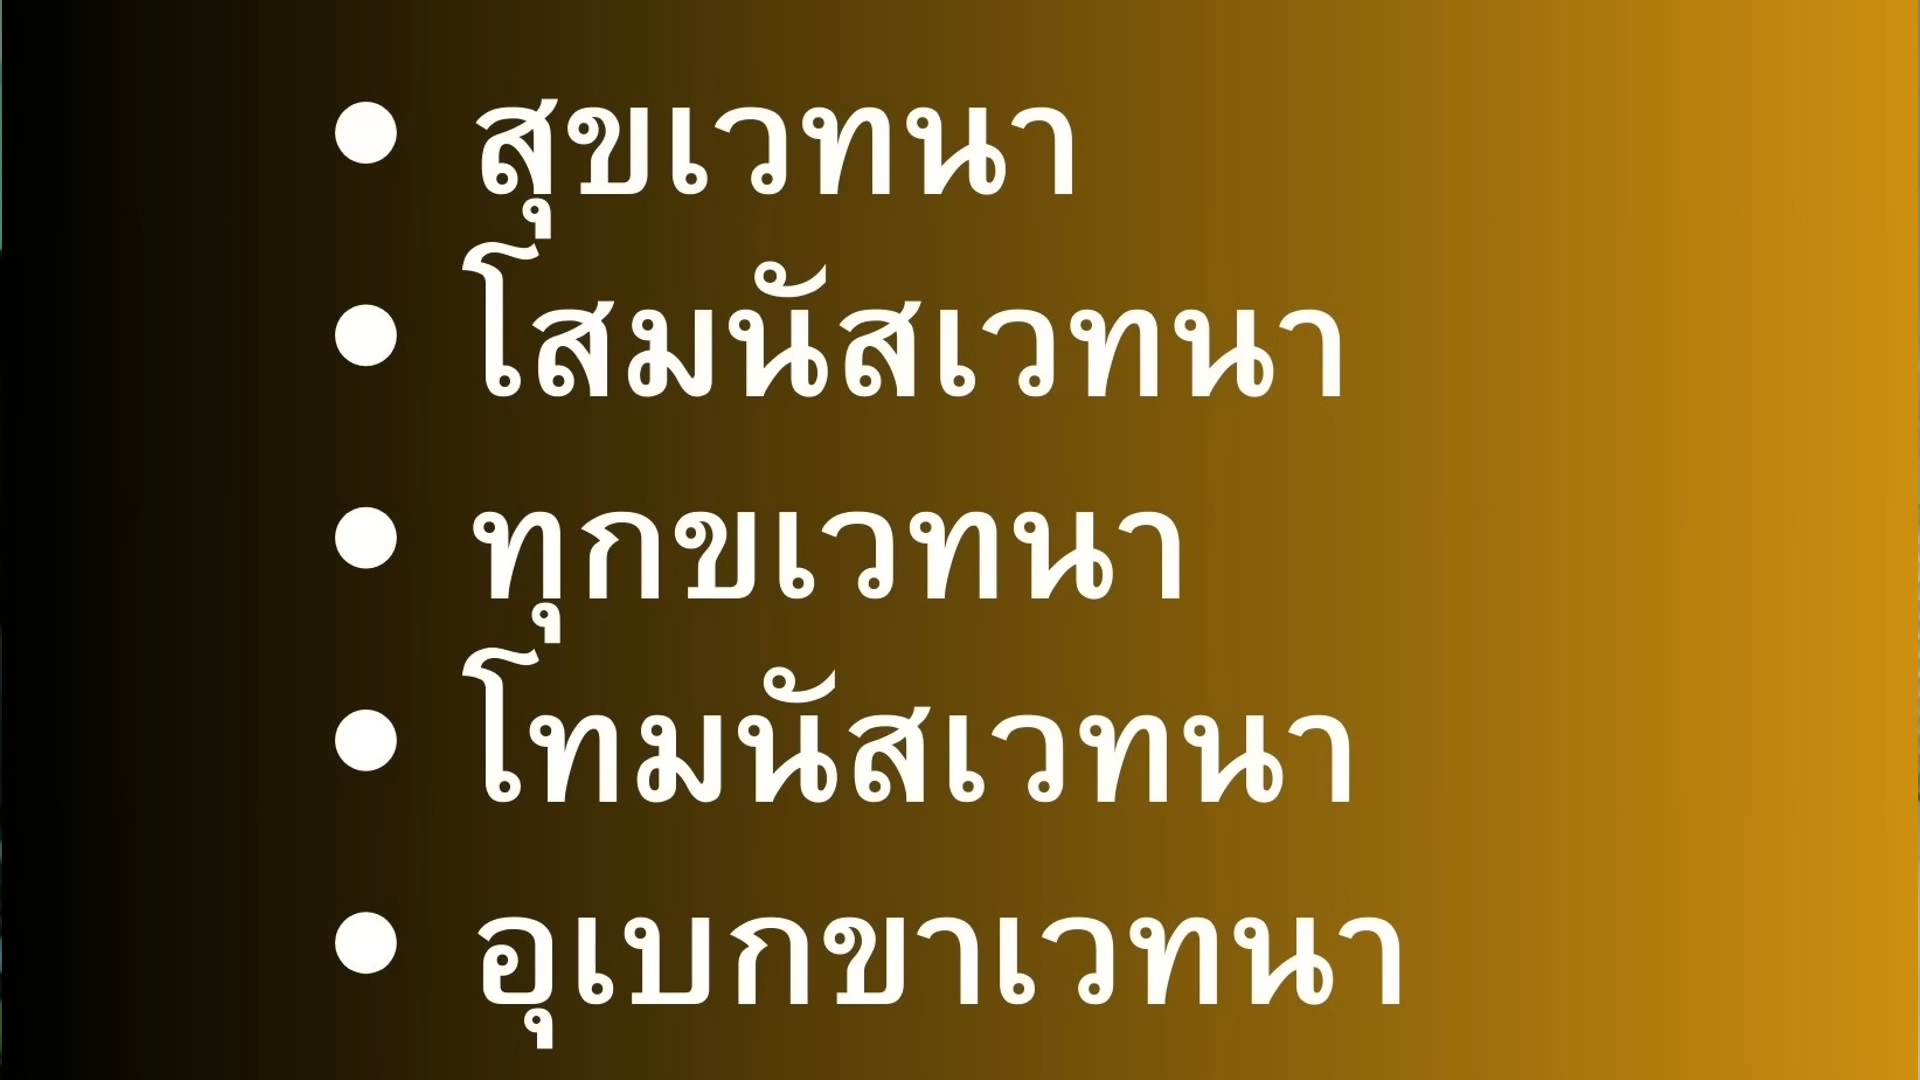 • สุขเวทนา
• โสมนัสเวทนา
• ทุกขเวทนา
• โทมนัสเวทนา
• อุเบกขาเวทนา